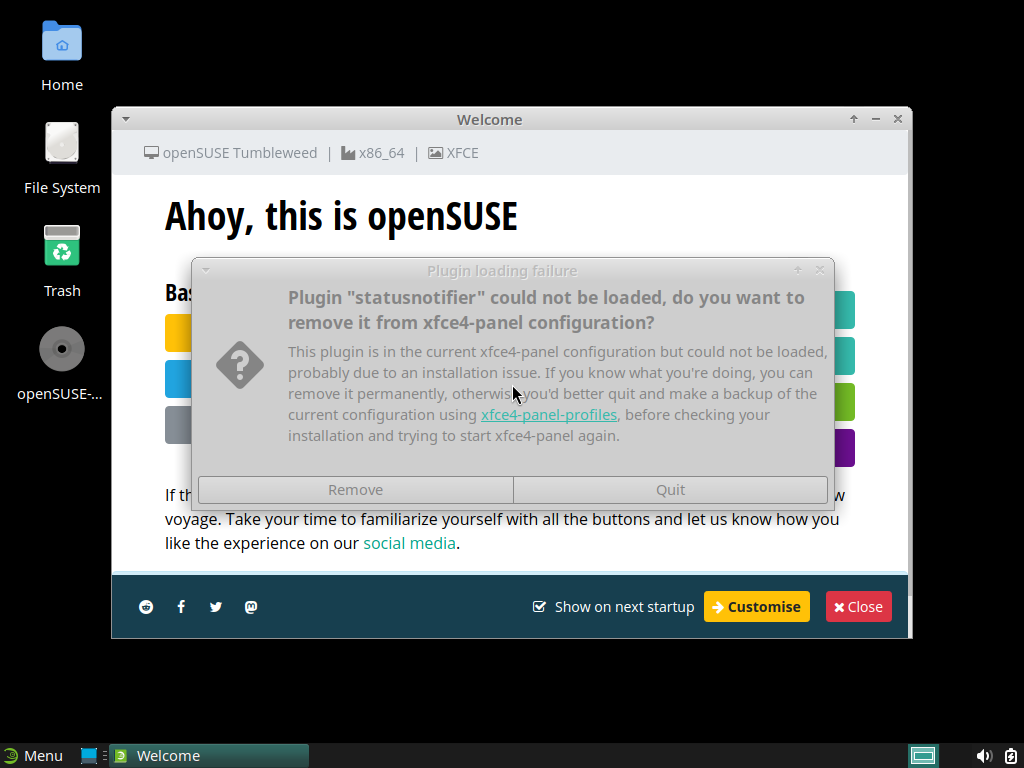 Home
File System
Trash
openSUSE-...
Welcome
openSUSE Tumbleweed | x86_64 | XFCE
Ahoy, this is openSUSE
Bas
Plugin loading failure
Plugin "statusnotifier" could not be loaded, do you want to
remove it from xfce4-panel configuration?
This plugin is in the current xfce4-panel configuration but could not be loaded,
probably due to an installation issue. If you know what you're doing, you can
remove it permanently, otherwise you'd better quit and make a backup of the
current configuration using xfce4-panel-profiles, before checking your
installation and trying to start xfce4-panel again.
Remove Quit
If th w
voyage. Take your time to familiarize yourself with all the buttons and let us know how you
like the experience on our social media.
Show on next startup Customise Close
Menu Welcome